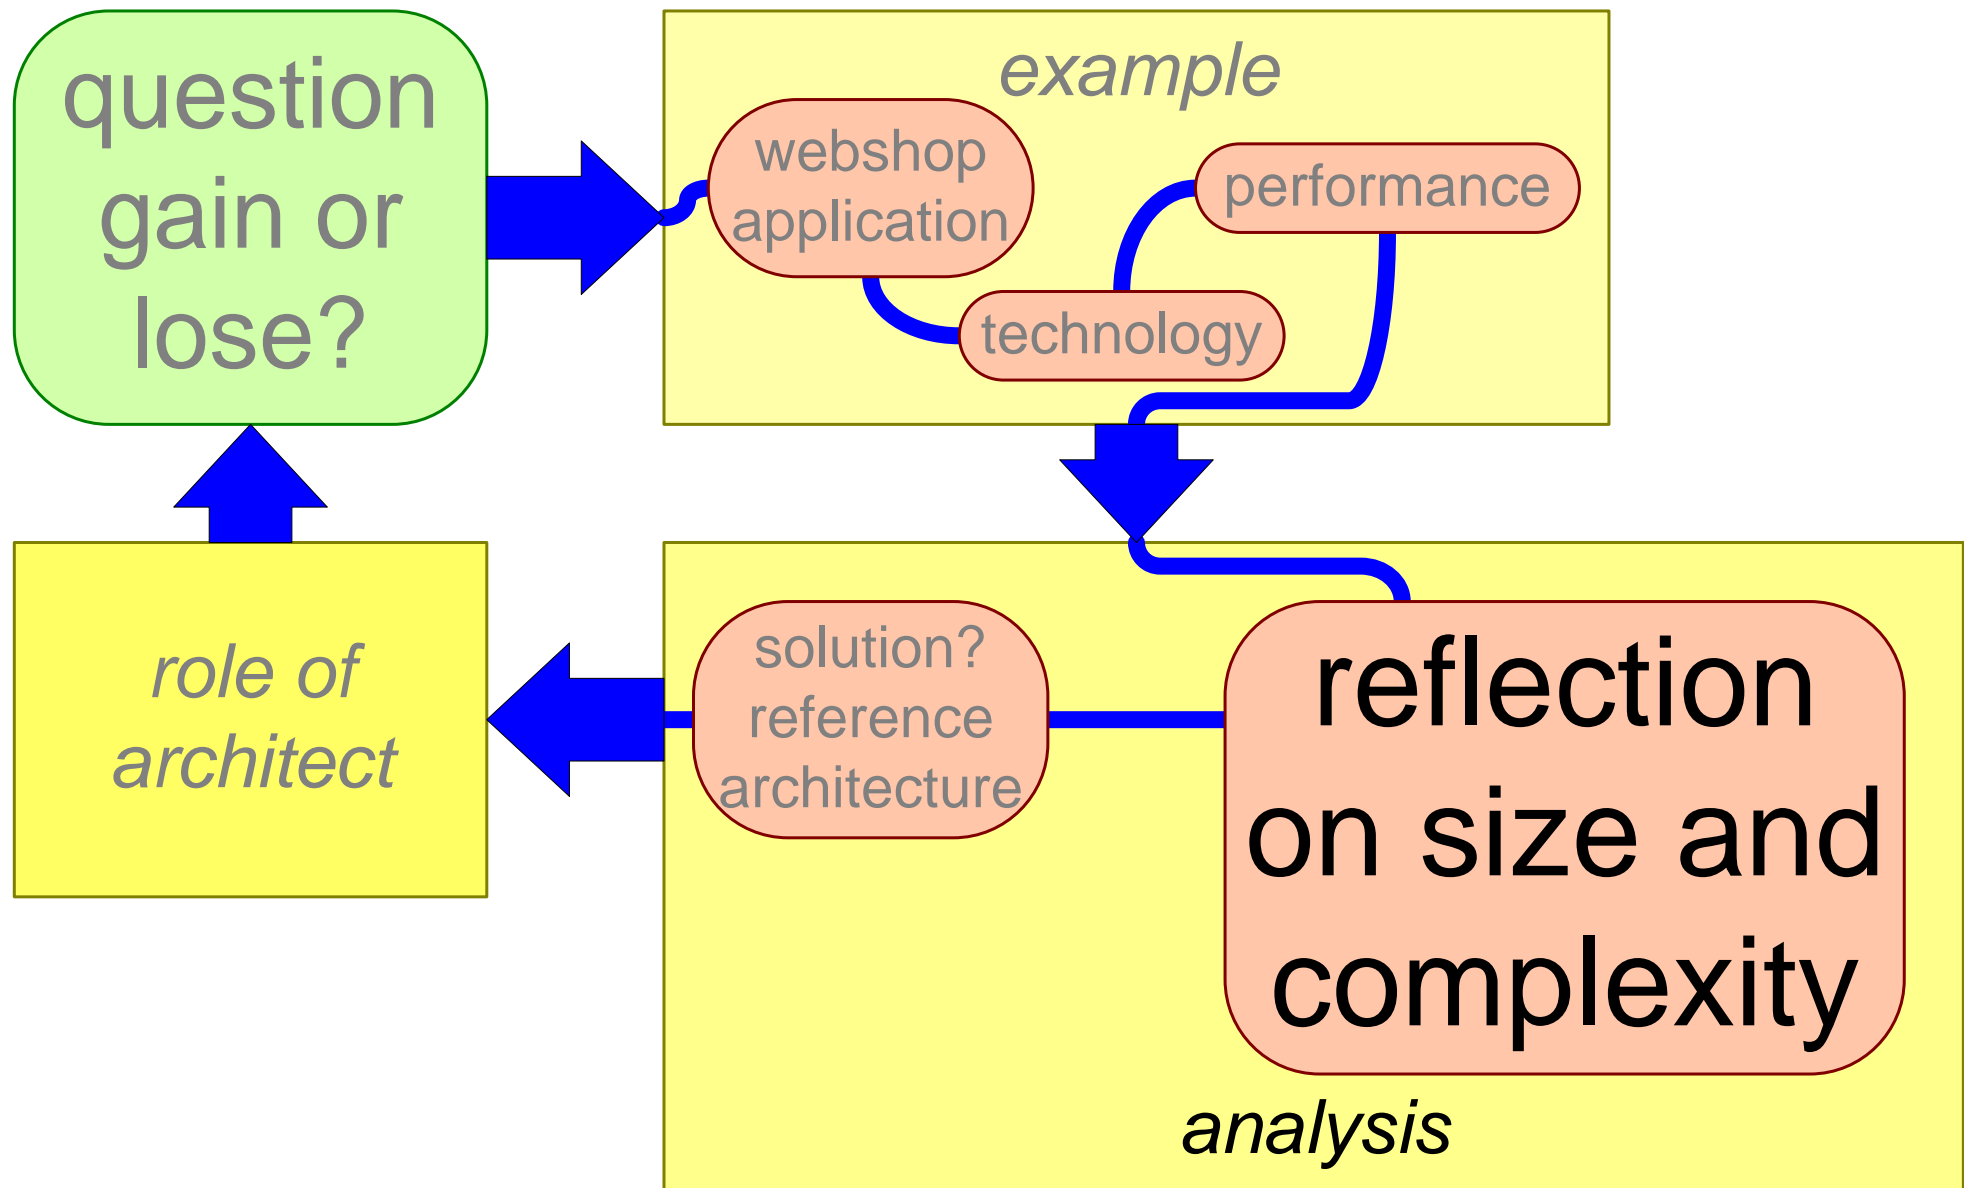 question
gain or
lose?
example
webshop
application
performance
technology
role of
architect
solution?
reference
architecture
reflection
on size and
complexity
analysis